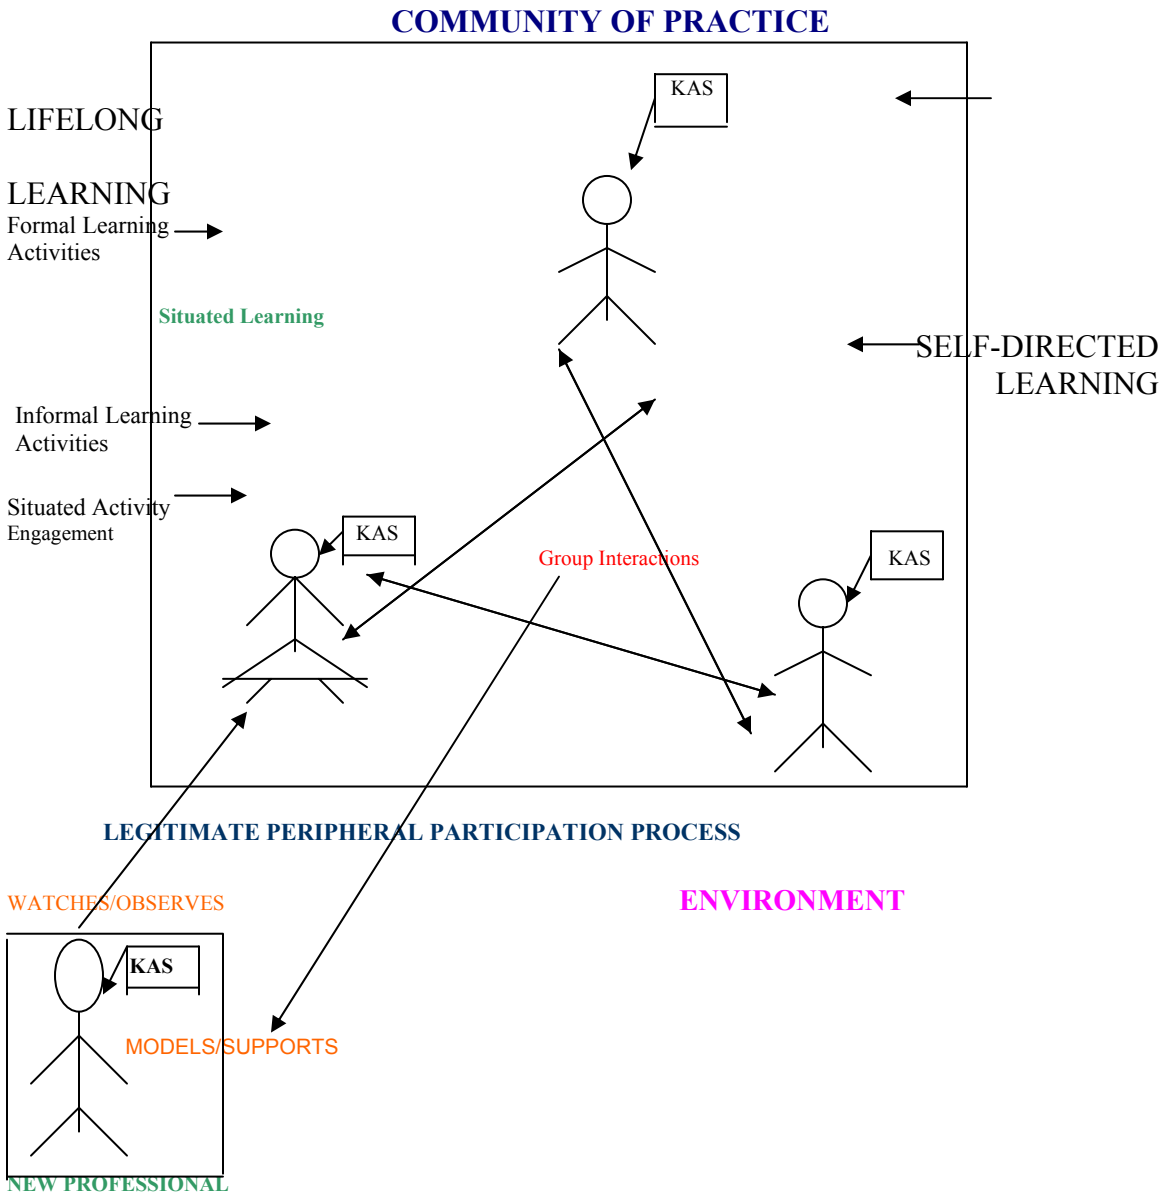 COMMUNITY OF PRACTICE
KAS
LIFELONG
LEARNING
Formal Learning
Activities
Situated Learning
SELF-DIRECTED
LEARNING
Informal Learning
Activities
Situated Activity
Engagement
KAS
Group Interactions
KAS
LEGITIMATE PERIPHERAL PARTICIPATION PROCESS
WATCHES/OBSERVES
ENVIRONMENT
KAS
MODELS/SUPPORTS
NEW PROFESSIONAL